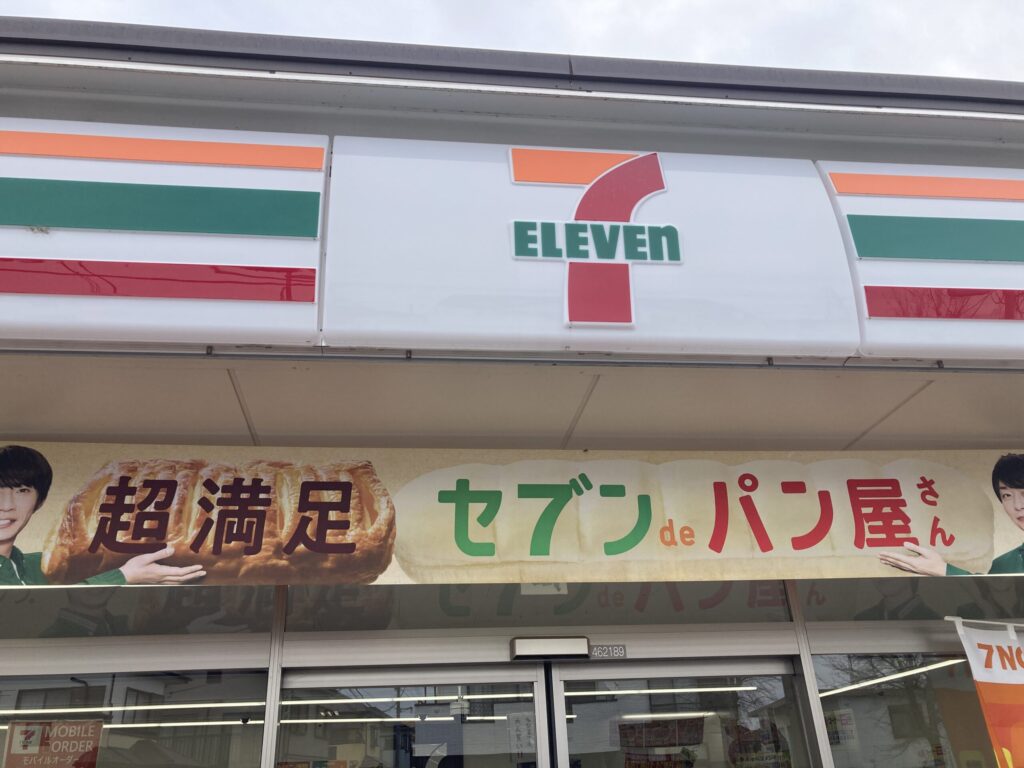 7
ELEVEn
超満足
セブンdeパン屋さん
462189
7NO
MOBILE
ORDER
モバイルオーダー